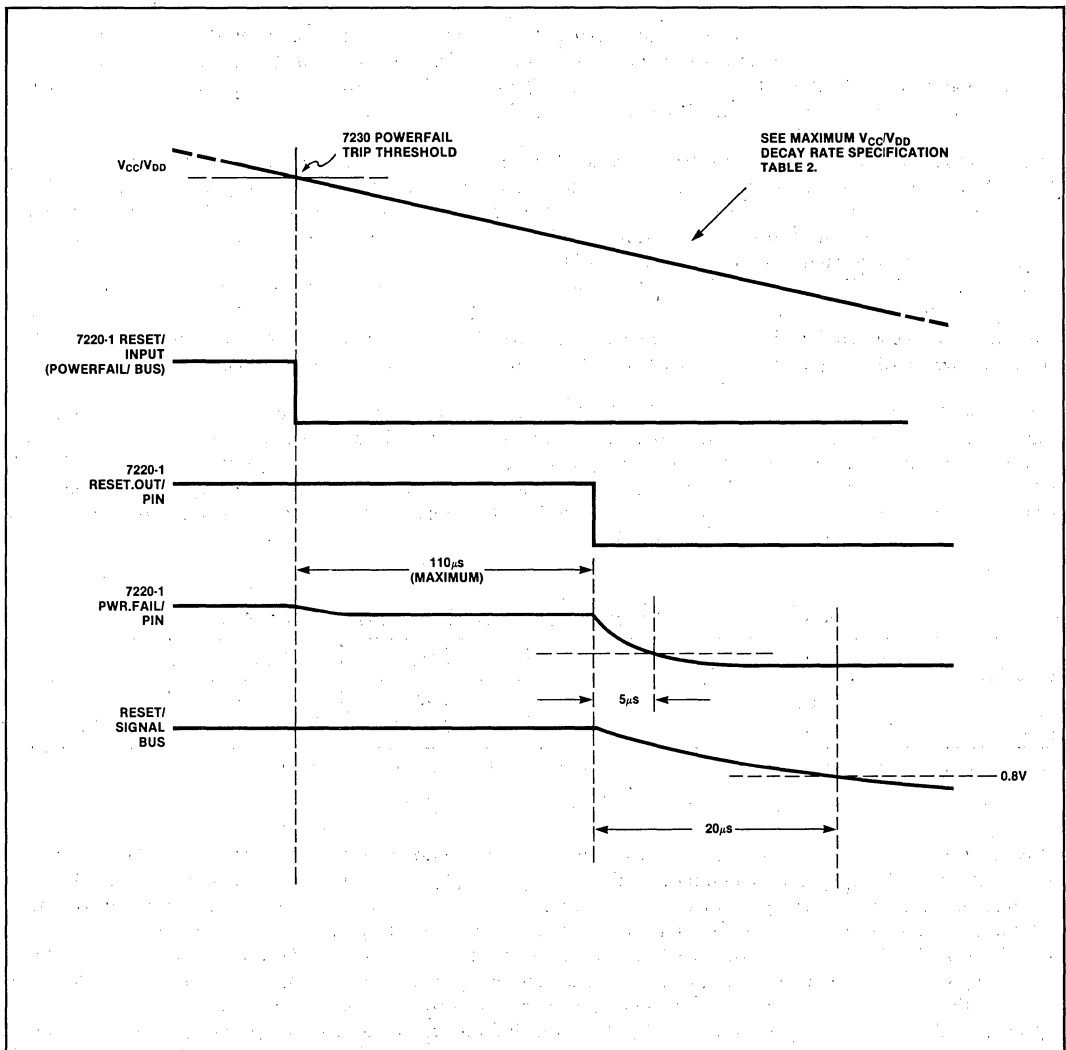 7230 POWERFAIL
TRIP THRESHOLD
SEE MAXIMUM VCC/VDD
DECAY RATE SPECIFICATION
TABLE 2.
VCC/VDD
7220-1 RESET/
INPUT
(POWERFAIL/ BUS)
7220-1
RESET.OUT/
PIN
110µs
(MAXIMUM)
7220-1
PWR.FAIL/
PIN
5µs
RESET/
SIGNAL
BUS
0.8V
20µs